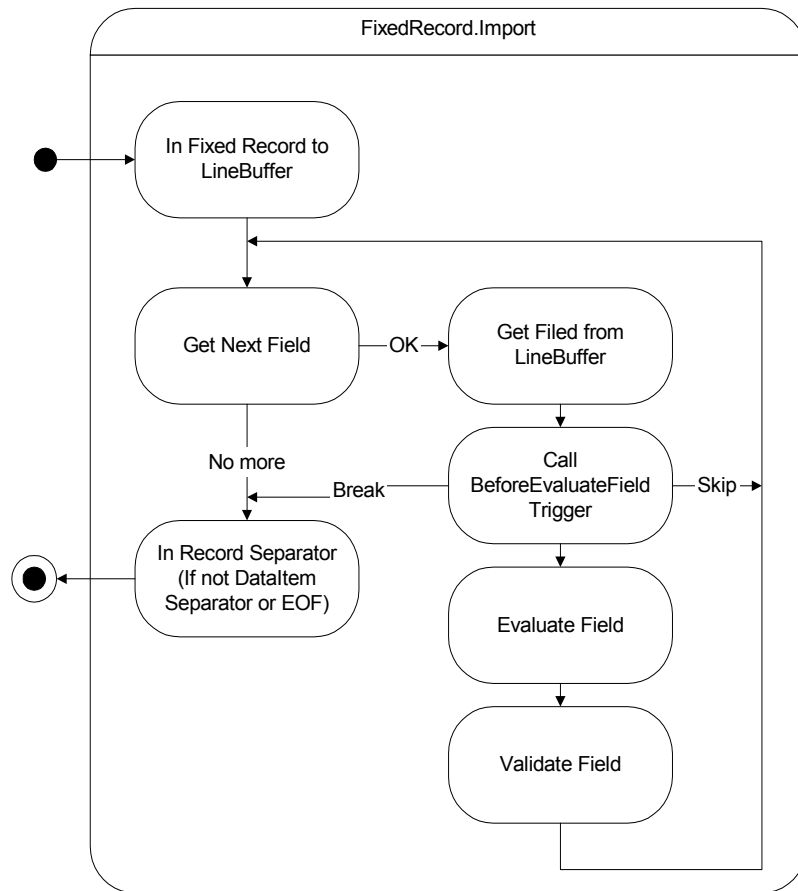 FixedRecord.Import
In Fixed Record to
LineBuffer
Get Next Field
OK
Get Filed from
LineBuffer
No more
Break
Call
BeforeEvaluateField
Trigger
Skip
In Record Separator
(If not DataItem
Separator or EOF)
Evaluate Field
Validate Field